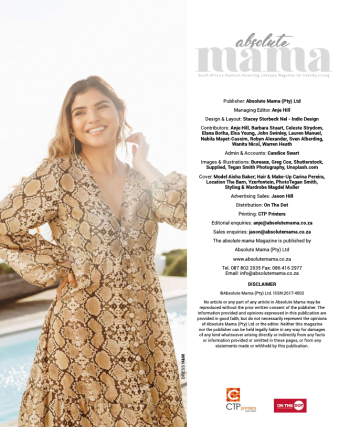 absolute
mama
South Africa's Premium Parenting Lifestyle Magazine for Healthy Living
Publisher: Absolute Mama (Pty) Ltd
Managing Editor: Anje Hill
Design & Layout: Stacey Storbeck Nel - Indio Design
Contributors: Anje Hill, Barbara Stuart, Celeste Strydom,
Elana Botha, Elsa Young, John Swinley, Lauren Manuel,
Nabila Mayet-Cassim, Robyn Alexander, Sven Alberding,
Wanita Nicol, Warren Heath
Admin & Accounts: Candice Swart
Images & Illustrations: Bureaux, Greg Cox, Shutterstock,
Supplied, Tegan Smith Photography, Unsplash.com
Cover: Model Aisha Baker; Hair & Make-Up Carina Pereira,
Location The Barn, Yzerfontein, PhotoTegan Smith,
Styling & Wardrobe Magdel Muller
Advertising Sales: Jason Hill
Distribution: On The Dot
Printing: CTP Printers
Editorial enquiries: anje@absolutemama.co.za
Sales enquiries: jason@absolutemama.co.za
The absolute mama Magazine is published by
Absolute Mama (Pty) Ltd
www.absolutemama.co.za
Tel. 087 802 2035 Fax: 086 416 2977
Email: info@absolutemama.co.za
DISCLAIMER
©Absolute Mama (Pty) Ltd. ISSN 2617-4502
No article or any part of any article in Absolute Mama may be
reproduced without the prior written consent of the publisher. The
information provided and opinions expressed in this publication are
provided in good faith, but do not necessarily represent the opinions
of Absolute Mama (Pty) Ltd or the editor. Neither this magazine
nor the publisher can be held legally liable in any way for damages
of any kind whatsoever arising directly or indirectly from any facts
or information provided or omitted in these pages, or from any
statements made or withheld by this publication.
DRESS H&M
CTP printers
ON THE DOT